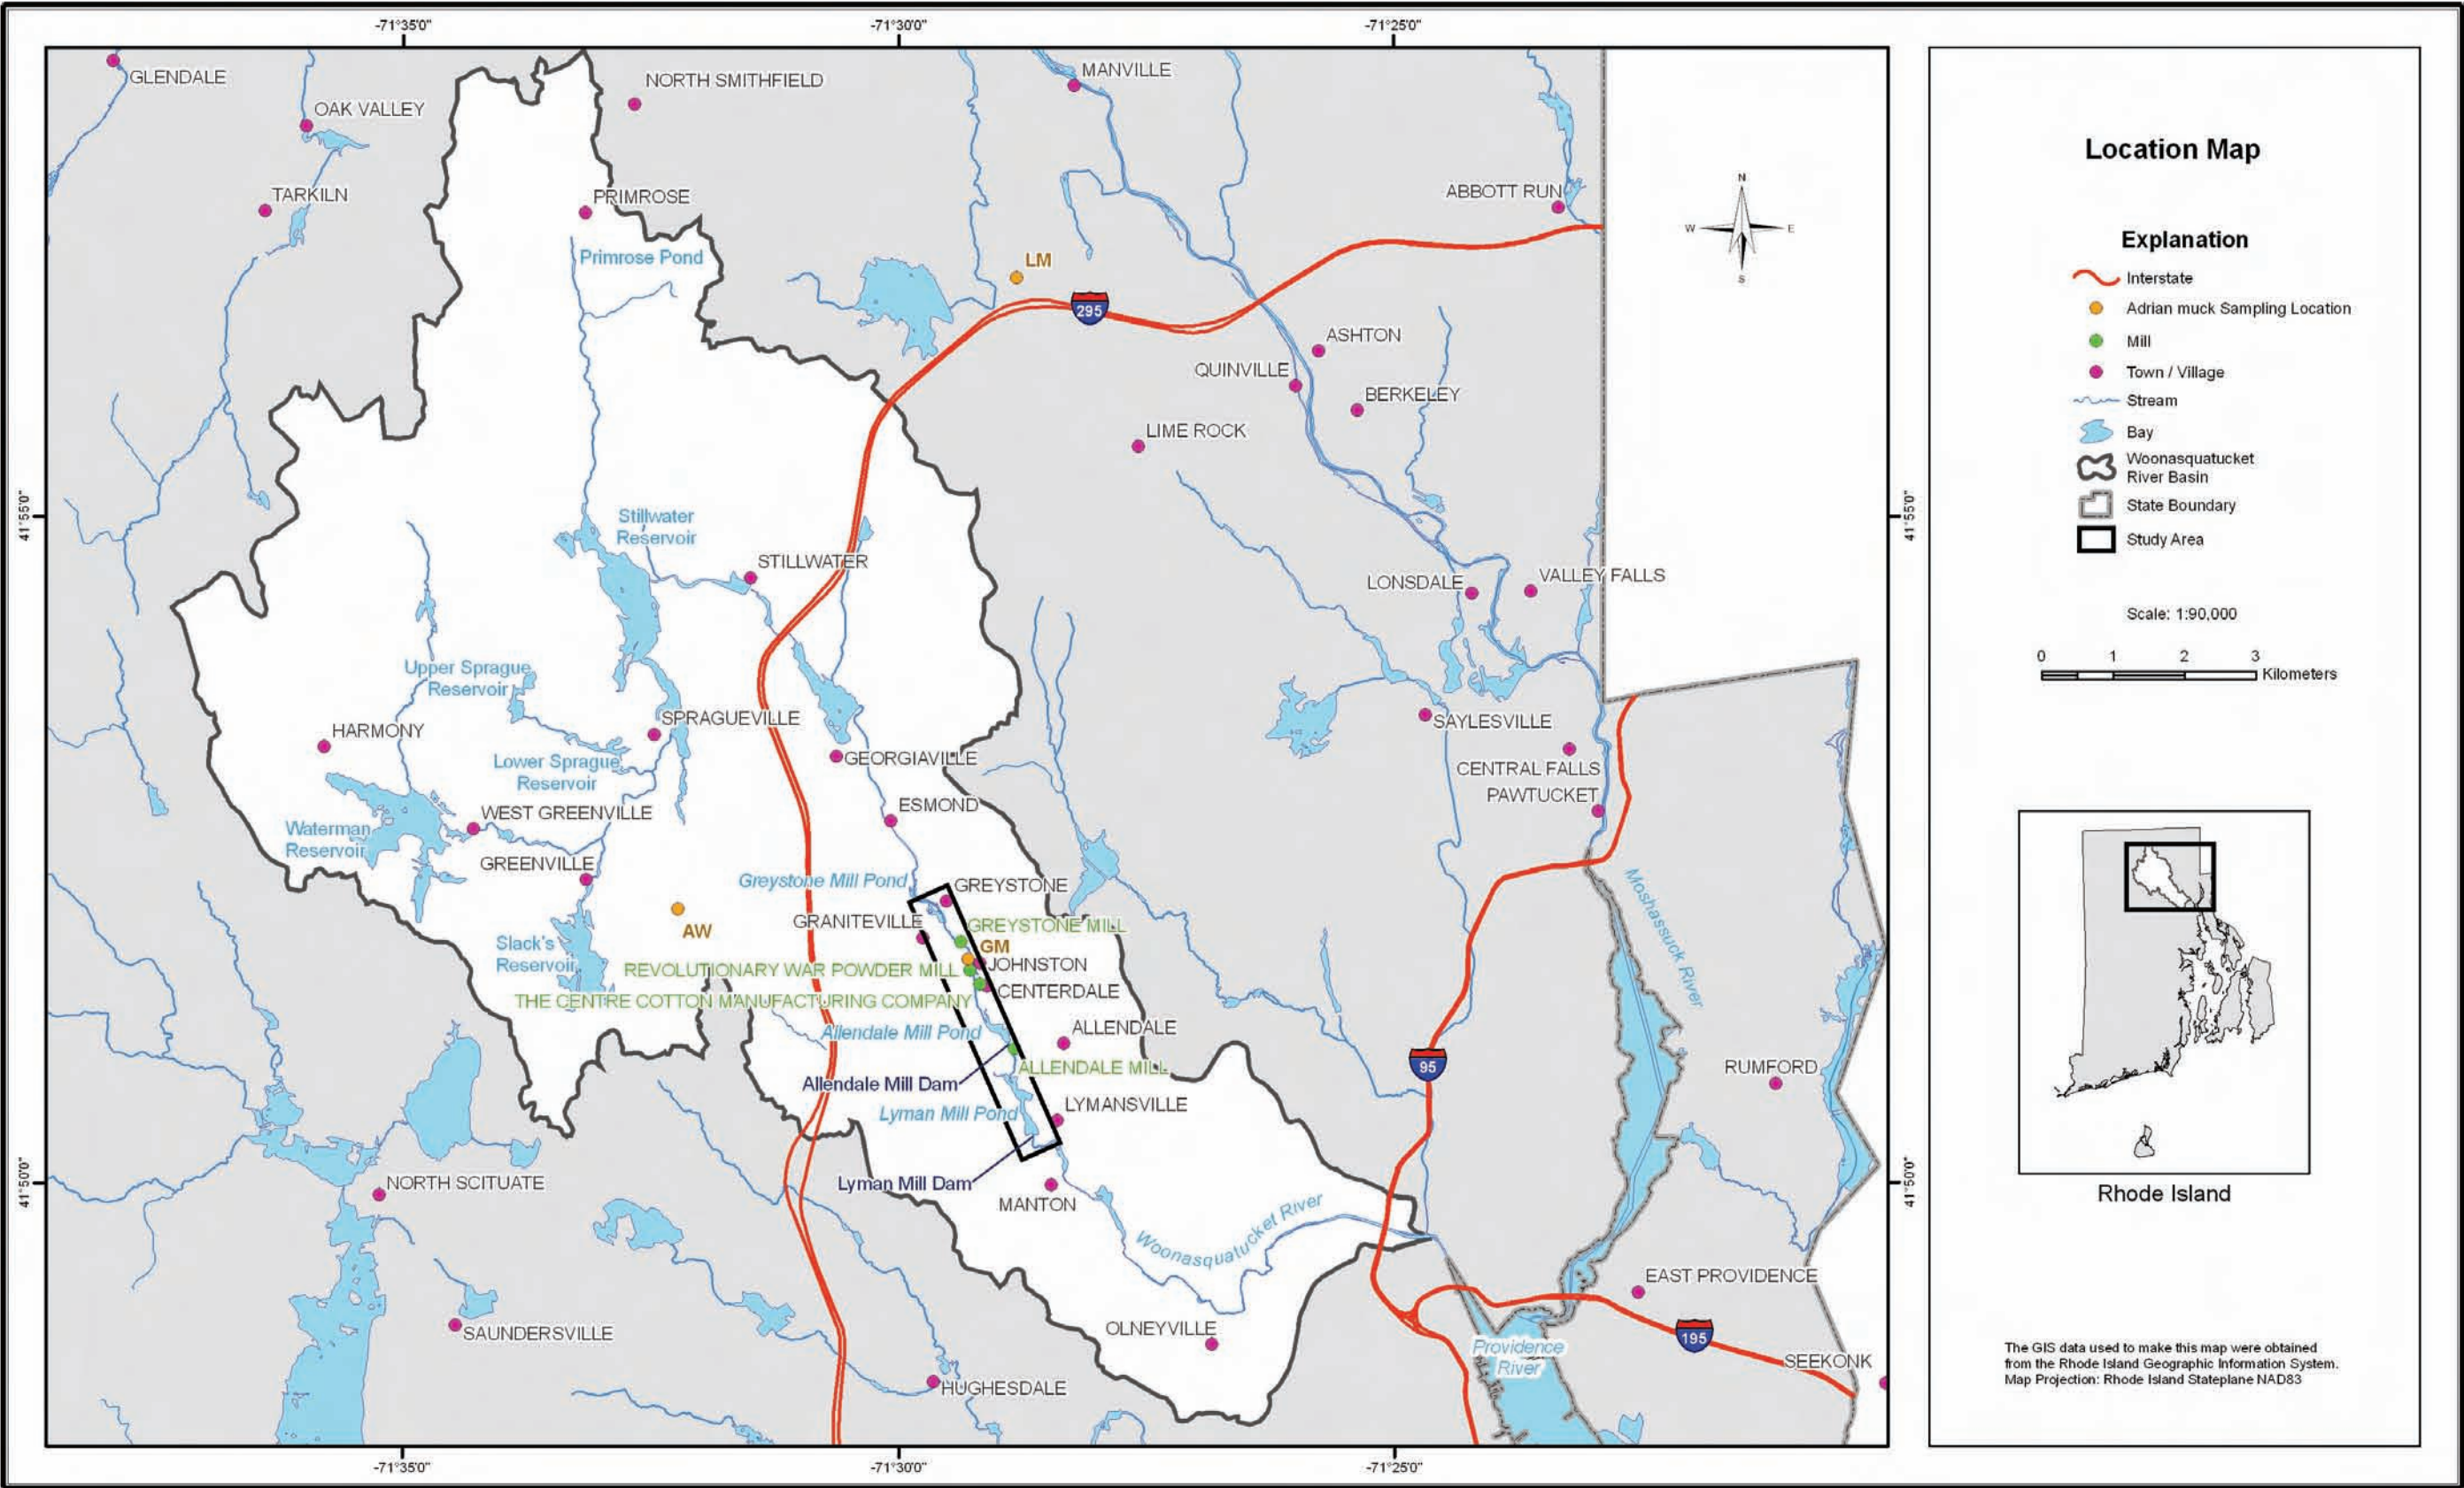 -71°35'0"
-71°30'0"
-71°25'0"
GLENDALE
OAK VALLEY
NORTH SMITHFIELD
MANVILLE
TARKILN
PRIMROSE
ABBOTT RUN
Primrose Pond
LM
295
ASHTON
QUINVILLE
BERKELEY
LIME ROCK
41°55'0"
41°55'0"
Stillwater
Reservoir
STILLWATER
LONSDALE
VALLEY FALLS
Upper Sprague
Reservoir
HARMONY
SPRAGUEVILLE
SAYLESVILLE
Lower Sprague
Reservoir
GEORGIAVILLE
CENTRAL FALLS
PAWTUCKET
ESMOND
WEST GREENVILLE
Waterman
Reservoir
GREENVILLE
Greystone Mill Pond
GREYSTONE
GRANITEVILLE
GREYSTONE MILL
AW
GM
Slack's
Reservoir
REVOLUTIONARY WAR POWDER MILL
JOHNSTON
THE CENTRE COTTON MANUFACTURING COMPANY
CENTERDALE
Moshassuck River
Allendale Mill Pond
ALLENDALE
95
ALLENDALE MILL
RUMFORD
Allendale Mill Dam
Lyman Mill Pond
LYMANSVILLE
41°50'0"
41°50'0"
NORTH SCITUATE
Lyman Mill Dam
MANTON
Woonasquatucket River
EAST PROVIDENCE
SAUNDERSVILLE
OLNEYVILLE
195
Providence
River
SEEKONK
HUGHESDALE
-71°35'0"
-71°30'0"
-71°25'0"
N
W
E
S
Location Map
Explanation
Interstate
Adrian muck Sampling Location
Mill
Town / Village
Stream
Bay
Woonasquatucket
River Basin
State Boundary
Study Area
Scale: 1:90,000
0 1 2 3
Kilometers
Rhode Island
The GIS data used to make this map were obtained
from the Rhode Island Geographic Information System.
Map Projection: Rhode Island Stateplane NAD83